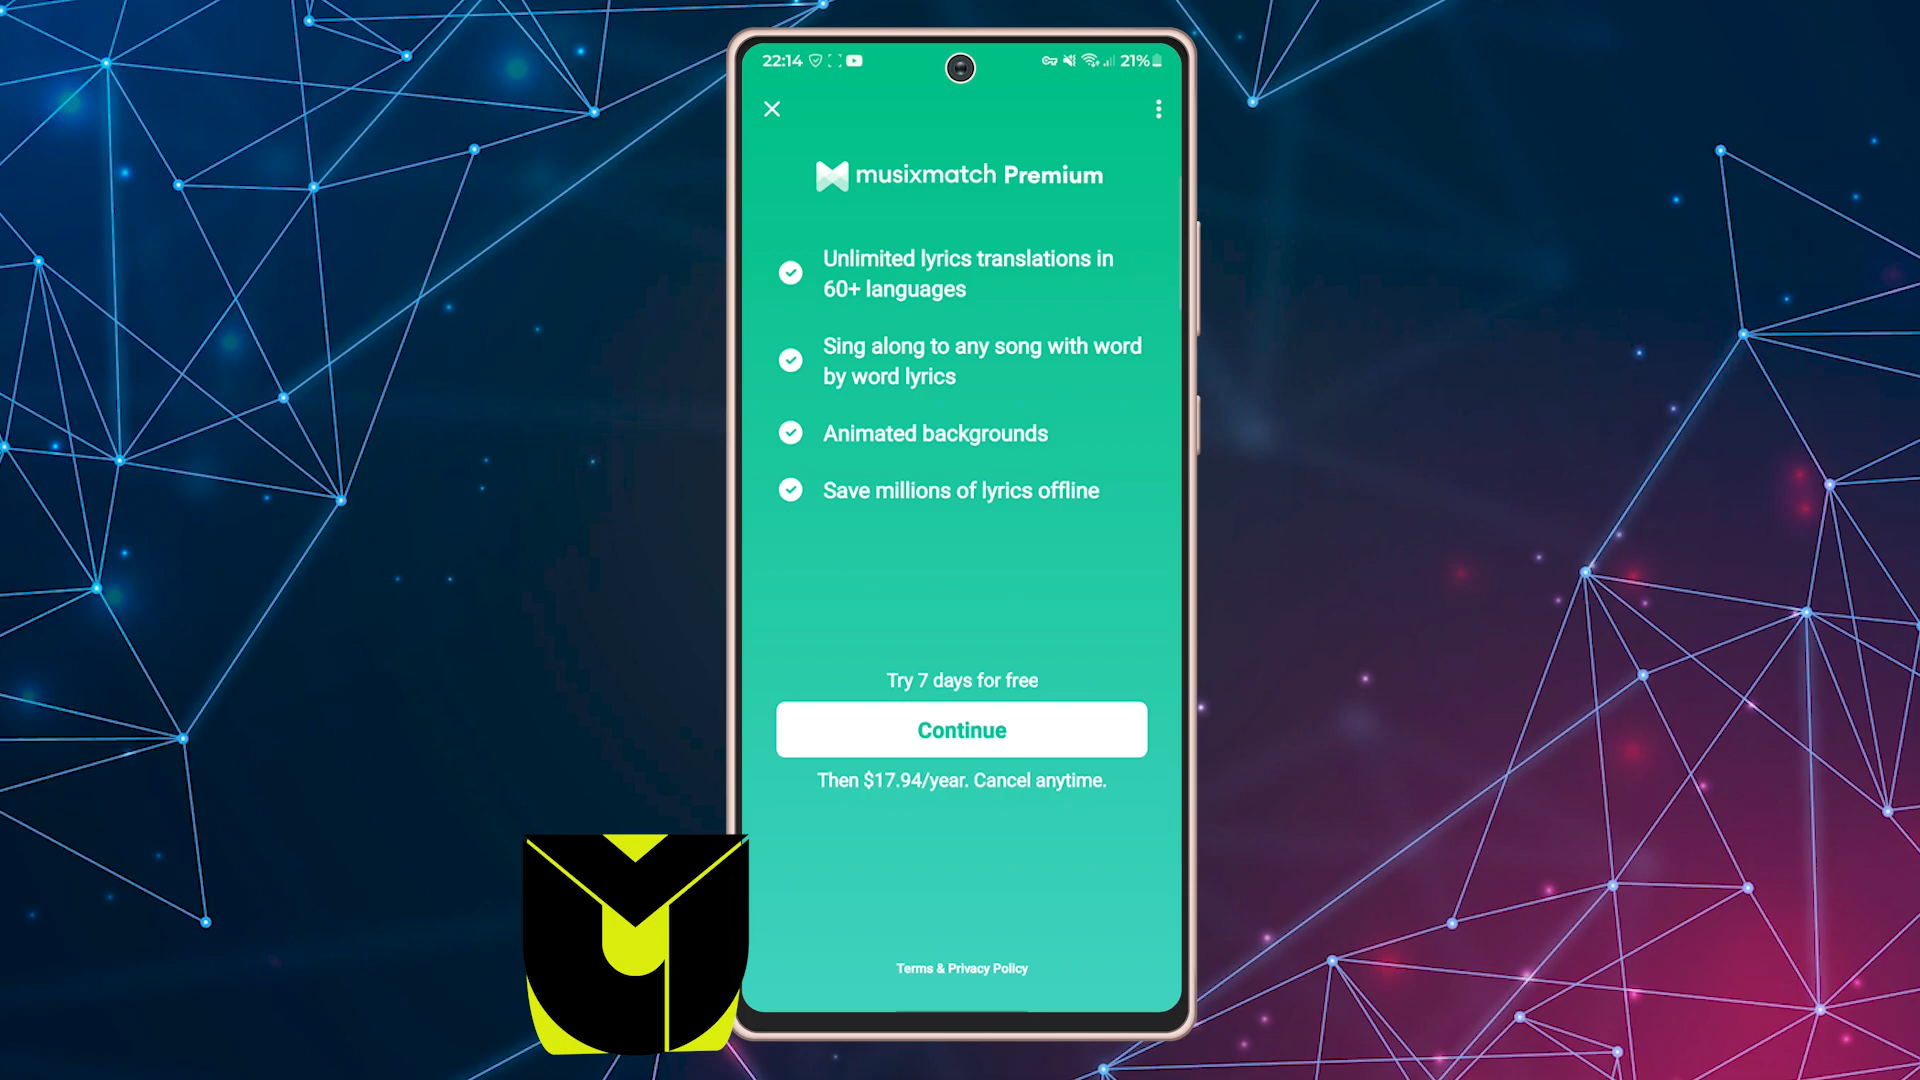 22:14
21%
musixmatch Premium
Unlimited lyrics translations in
60+ languages
Sing along to any song with word
by word lyrics
Animated backgrounds
Save millions of lyrics offline
Try 7 days for free
Continue
Then $17.94/year. Cancel anytime.
Terms & Privacy Policy